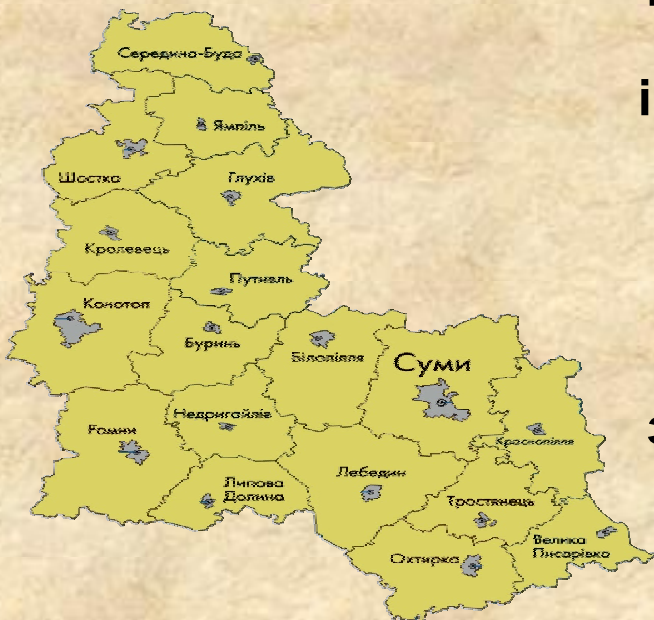 Середина-Буда
Ямпіль
Шостка
Глухів
Кролевець
Путивль
Конотоп
Буринь
Білопілля
Суми
Недригайлів
Ромни
Краснопілля
Лебедин
Липова
Долина
Тростянець
Велика
Писарівка
Охтирка
і